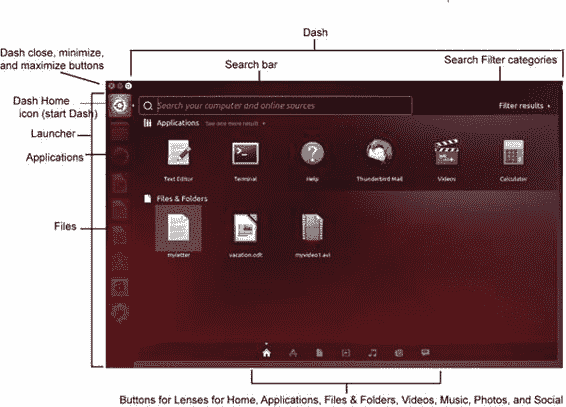 Dash
Dash close, minimize,
and maximize buttons
Search bar
Search Filter categories
Dash Home
icon (start Dash)
Launcher
Applications
Files
Search your computer and online sources
Filter results
Applications See one more result
Text Editor
Terminal
Help
Thunderbird Mail
Videos
Calculator
Files & Folders
myletter
vacation.odt
myvideo1.avi
Buttons for Lenses for Home, Applications, Files & Folders, Videos, Music, Photos, and Social